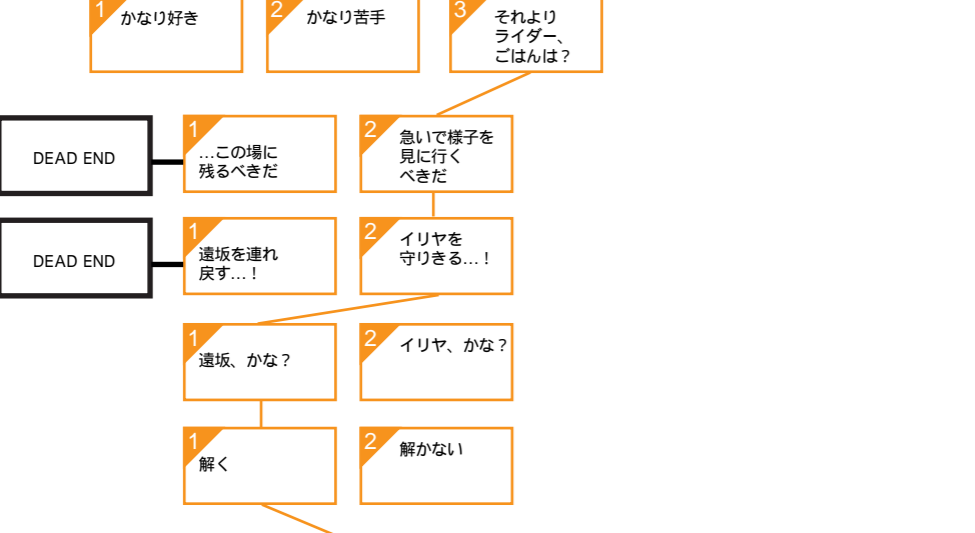 1
かなり好き
2
かなり苦手
3
それより
ライダー、
ごはんは？
DEAD END
1
…この場に
残るべきだ
2
急いで様子を
見に行く
べきだ
DEAD END
1
遠坂を連れ
戻す…！
2
イリヤを
守りきる…！
1
遠坂、かな？
2
イリヤ、かな？
1
解く
2
解かない